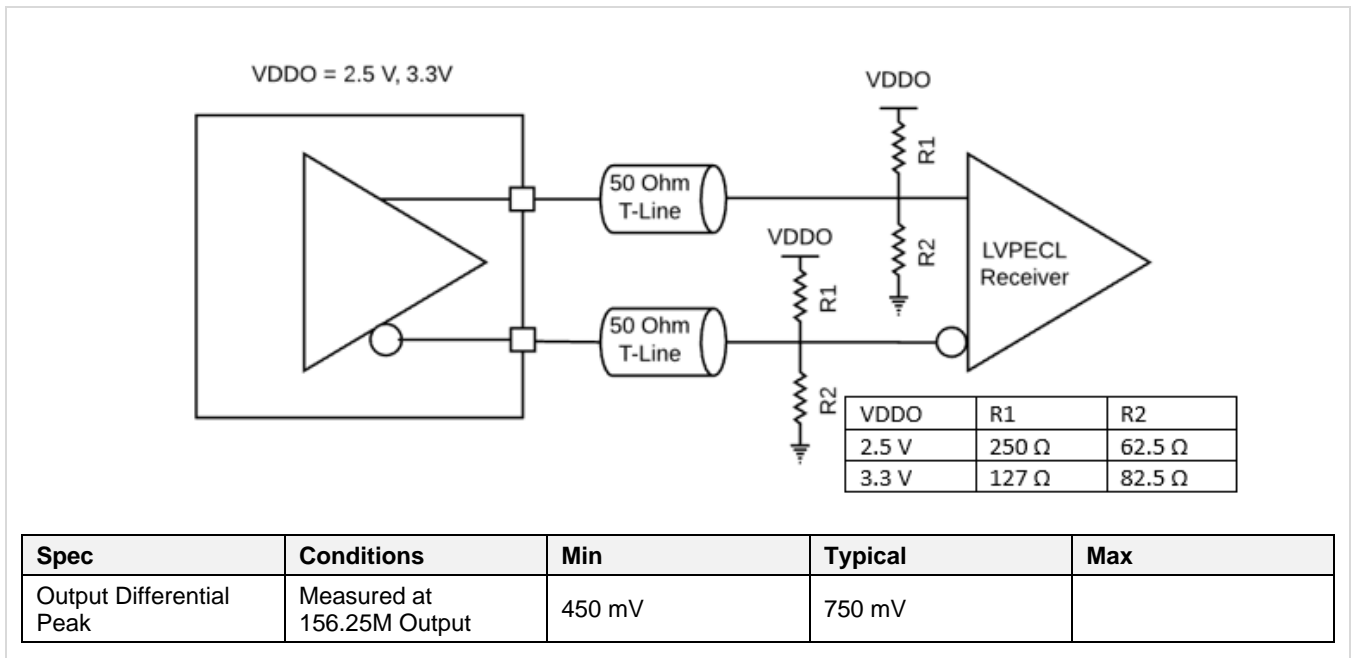 VDDO = 2.5 V, 3.3V
VDDO
R1
50 Ohm
T-Line
R2
VDDO
LVPECL
Receiver
R1
50 Ohm
T-Line
R2
VDDO R1 R2
2.5 V 250 Ω 62.5 Ω
3.3 V 127 Ω 82.5 Ω
Spec Conditions Min Typical Max
Output Differential
Peak
Measured at
156.25M Output
450 mV 750 mV